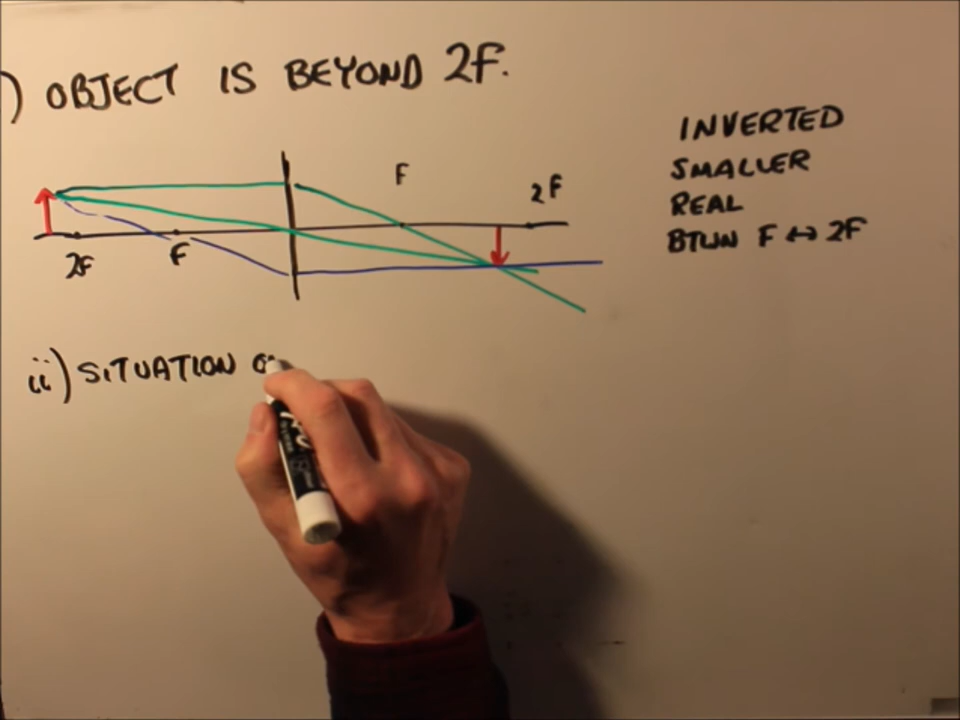 ) OBJECT IS BEYOND 2F.
INVERTED
SMALLER
REAL
BTWN F ↔ 2F
F
2F
2F
F
ii) SITUATION